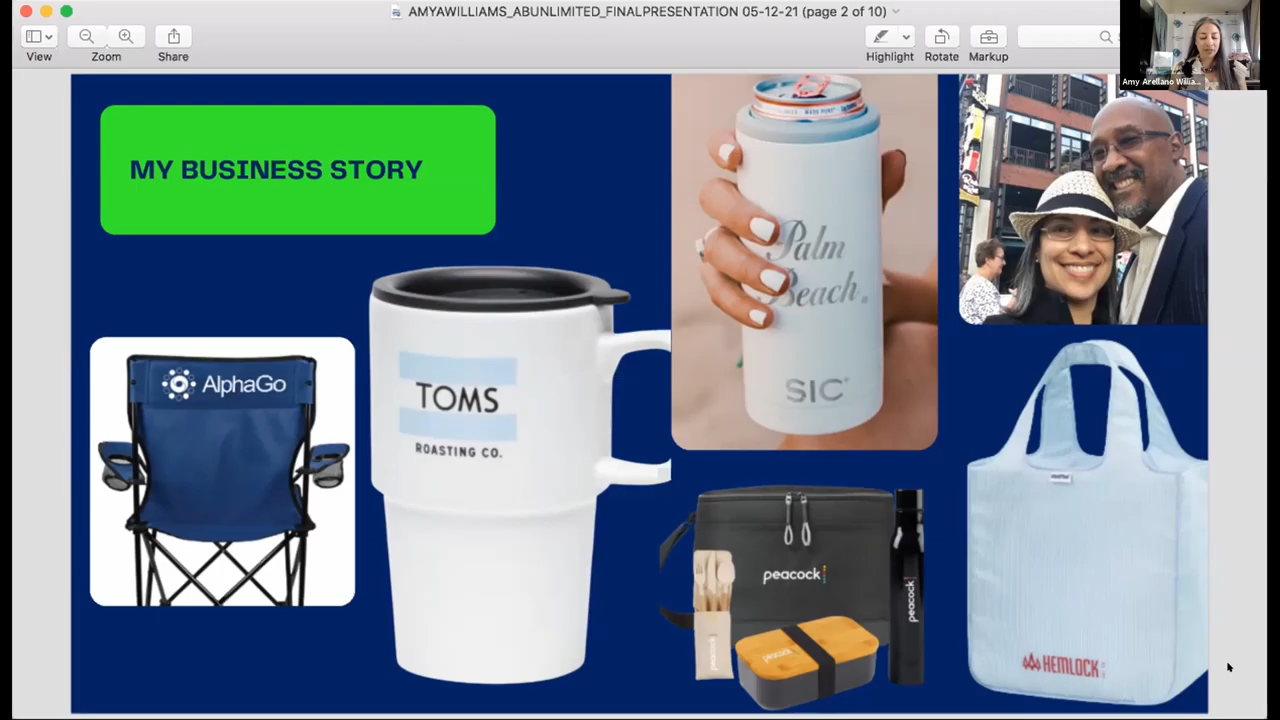 AMYAWILLIAMS_ABUNLIMITED_FINALPRESENTATION 05-12-21 (page 2 of 10)
View
Zoom
Share
Highlight
Rotate
Markup
Amy Arellano Willia...
MY BUSINESS STORY
AlphaGo
TOMS
ROASTING CO.
Palm
Beach
SIC
peacock
peacock
peacock
HEMLOCK